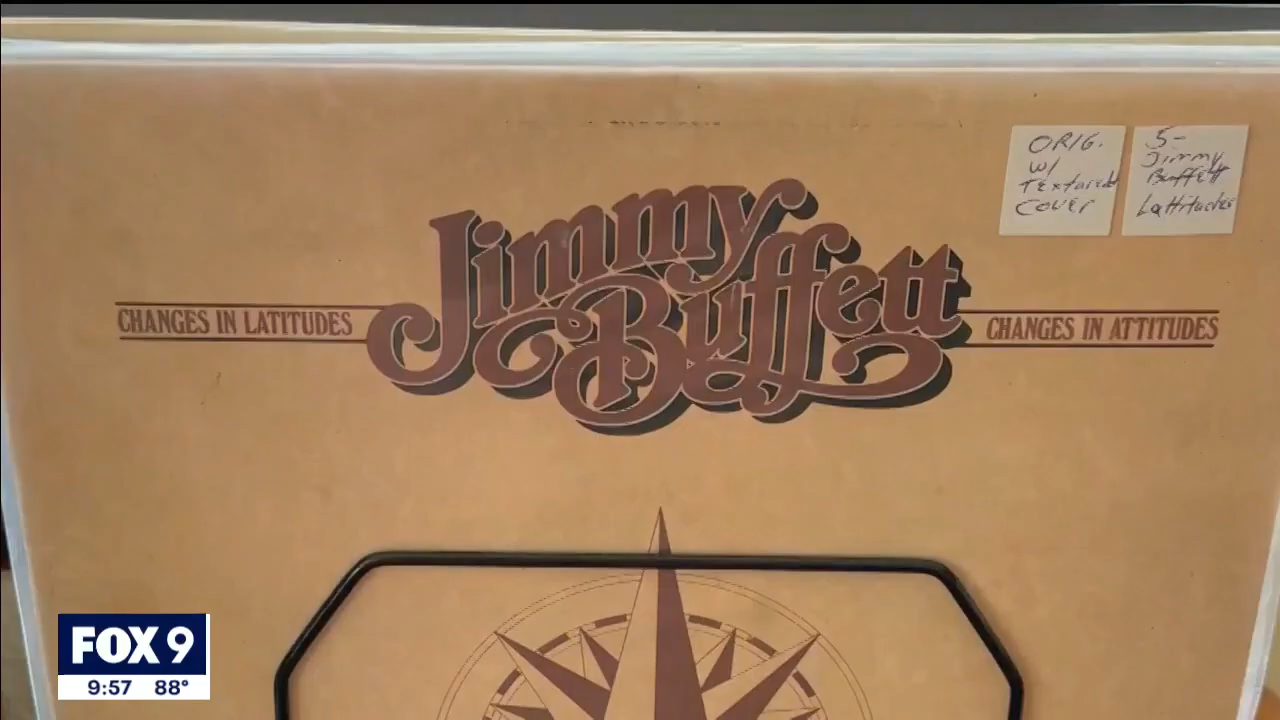 ORIG.
W/
Textured
COVER
5-
Jimmy
Buffett
Lattitudes
Jimmy
Buffett
CHANGES IN LATITUDES
CHANGES IN ATTITUDES
FOX 9
9:57 88°